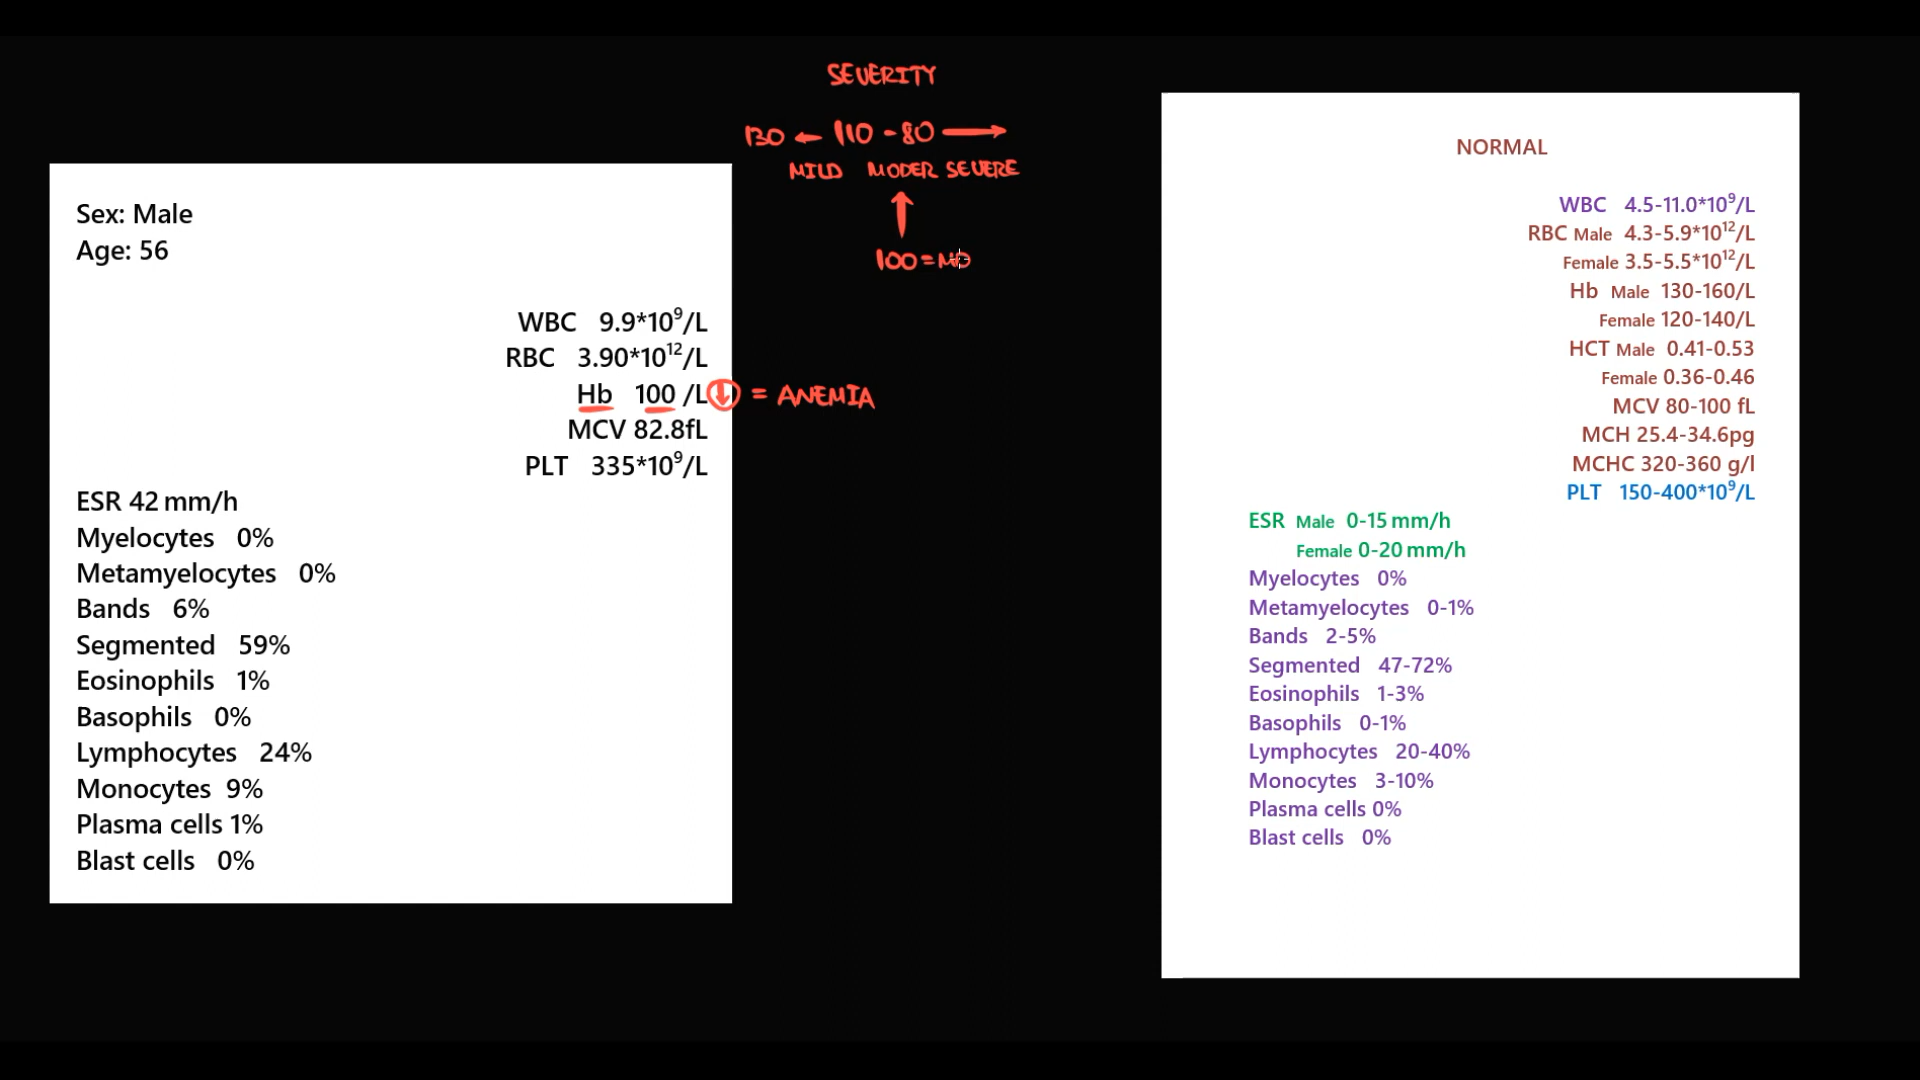 SEVERITY
130 ← 110 - 80 →
MILD MODER SEVERE
↑
100 = MO
Sex: Male
Age: 56
WBC 9.9*10⁹/L
RBC 3.90*10¹²/L
Hb 100 /L ↓ = ANEMIA
MCV 82.8fL
PLT 335*10⁹/L
ESR 42 mm/h
Myelocytes 0%
Metamyelocytes 0%
Bands 6%
Segmented 59%
Eosinophils 1%
Basophils 0%
Lymphocytes 24%
Monocytes 9%
Plasma cells 1%
Blast cells 0%
NORMAL
WBC 4.5-11.0*10⁹/L
RBC Male 4.3-5.9*10¹²/L
Female 3.5-5.5*10¹²/L
Hb Male 130-160/L
Female 120-140/L
HCT Male 0.41-0.53
Female 0.36-0.46
MCV 80-100 fL
MCH 25.4-34.6pg
MCHC 320-360 g/l
PLT 150-400*10⁹/L
ESR Male 0-15 mm/h
Female 0-20 mm/h
Myelocytes 0%
Metamyelocytes 0-1%
Bands 2-5%
Segmented 47-72%
Eosinophils 1-3%
Basophils 0-1%
Lymphocytes 20-40%
Monocytes 3-10%
Plasma cells 0%
Blast cells 0%